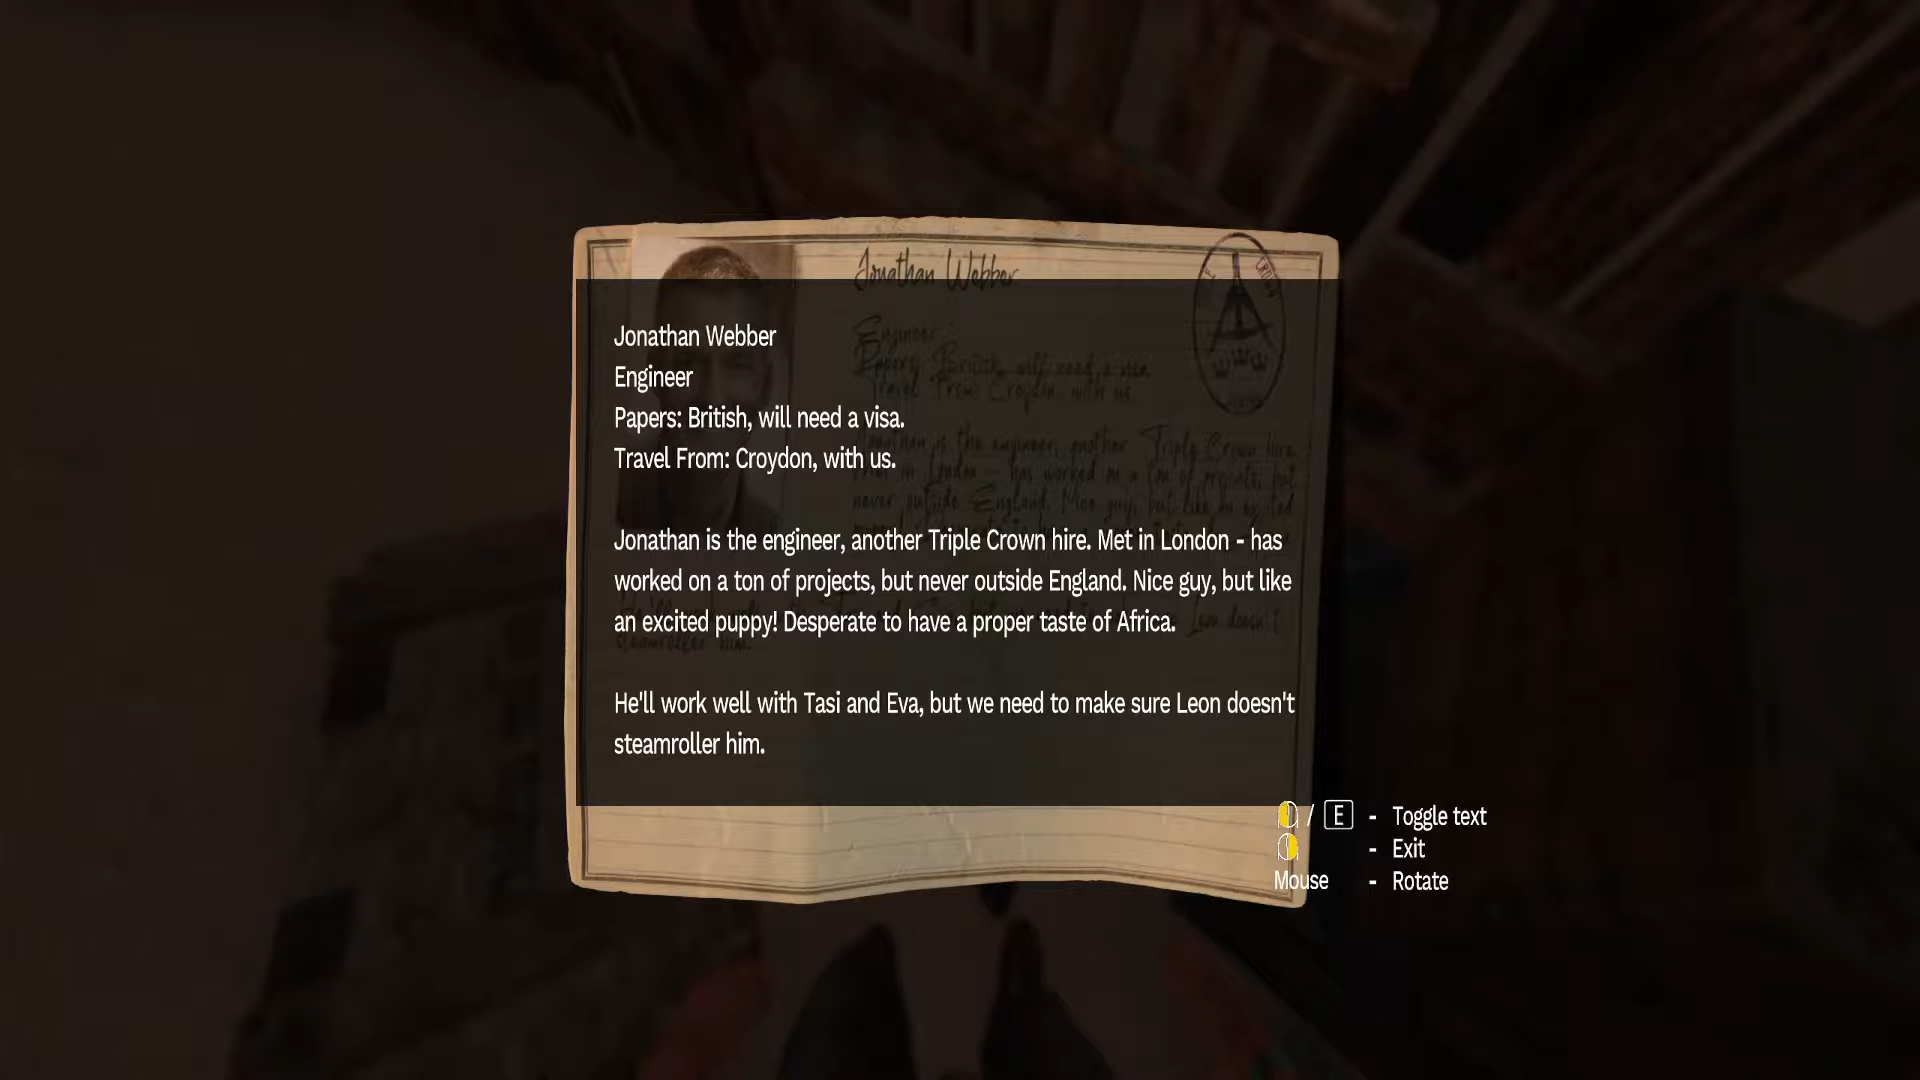 Jonathan Webber
Jonathan Webber
Engineer
Papers: British, will need a visa.
Travel From: Croydon, with us.
Jonathan is the engineer, another Triple Crown hire. Met in London - has
worked on a ton of projects, but never outside England. Nice guy, but like
an excited puppy! Desperate to have a proper taste of Africa.
He'll work well with Tasi and Eva, but we need to make sure Leon doesn't
steamroller him.
/ E - Toggle text
- Exit
Mouse - Rotate